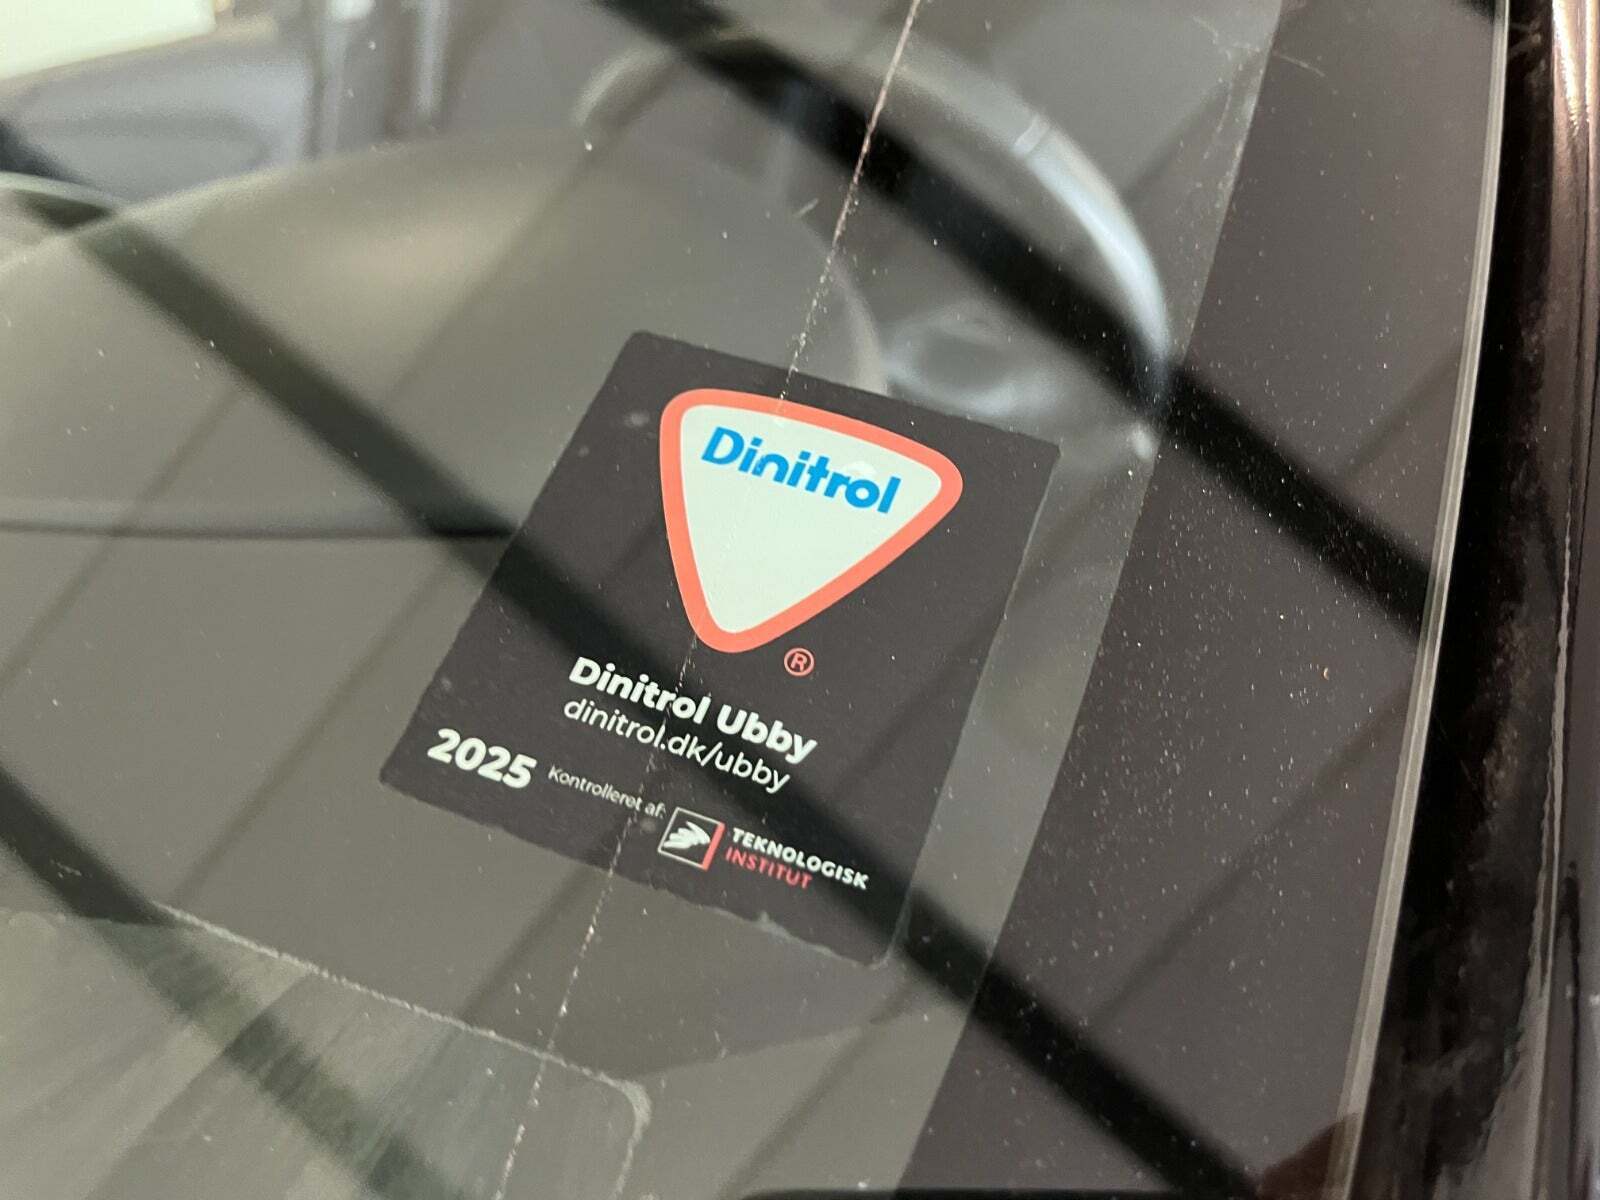 Dinitrol
®
Dinitrol Ubby
dinitrol.dk/ubby
2025
Kontrolleret af:
TEKNOLOGISK
INSTITUT